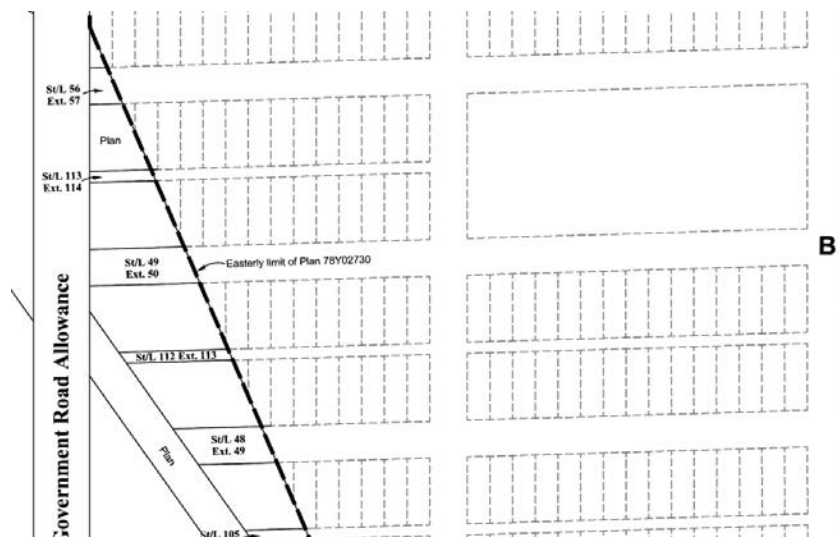 St/L 56
Ext. 57
Plan
St/L 113
Ext. 114
B
St/L 49
Ext. 50
Easterly limit of Plan 78Y02730
Government Road Allowance
St/L 112 Ext. 113
St/L 48
Ext. 49
Plan
St/L 105